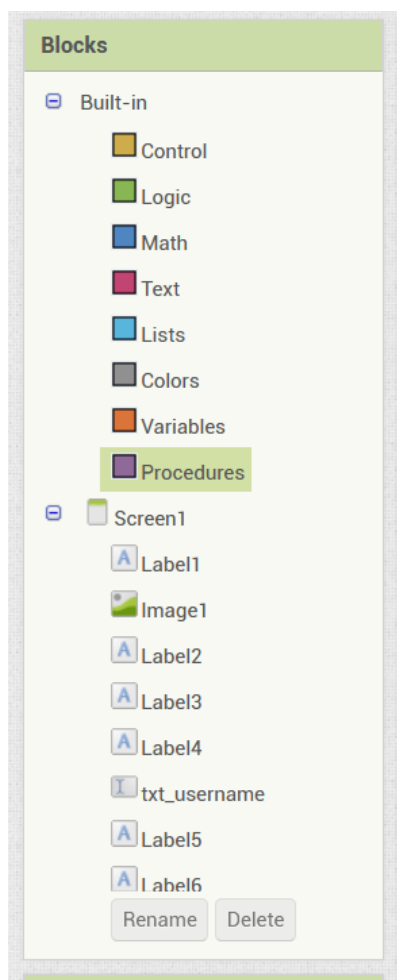 Blocks
Built-in
Control
Logic
Math
Text
Lists
Colors
Variables
Procedures
Screen1
A Label1
Image1
A Label2
A Label3
A Label4
I txt_username
A Label5
A Label6
Rename Delete